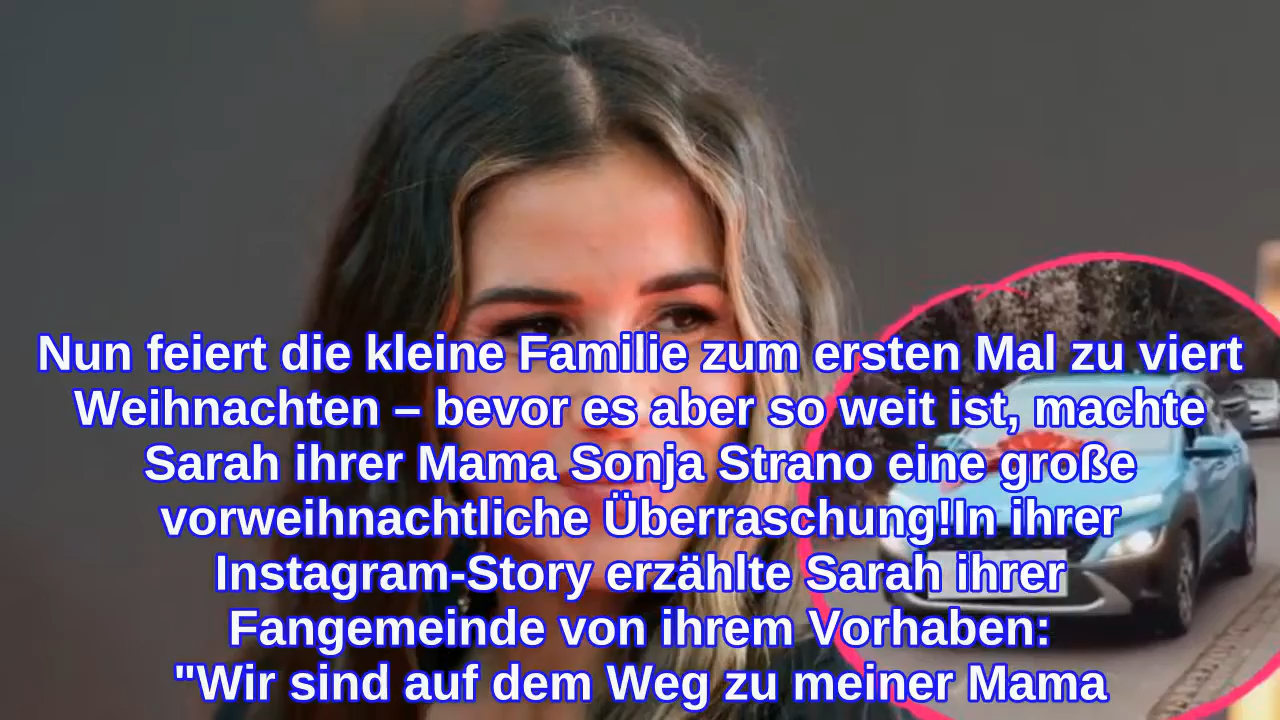 Nun feiert die kleine Familie zum ersten Mal zu viert
Weihnachten – bevor es aber so weit ist, machte
Sarah ihrer Mama Sonja Strano eine große
vorweihnachtliche Überraschung!In ihrer
Instagram-Story erzählte Sarah ihrer
Fangemeinde von ihrem Vorhaben:
"Wir sind auf dem Weg zu meiner Mama